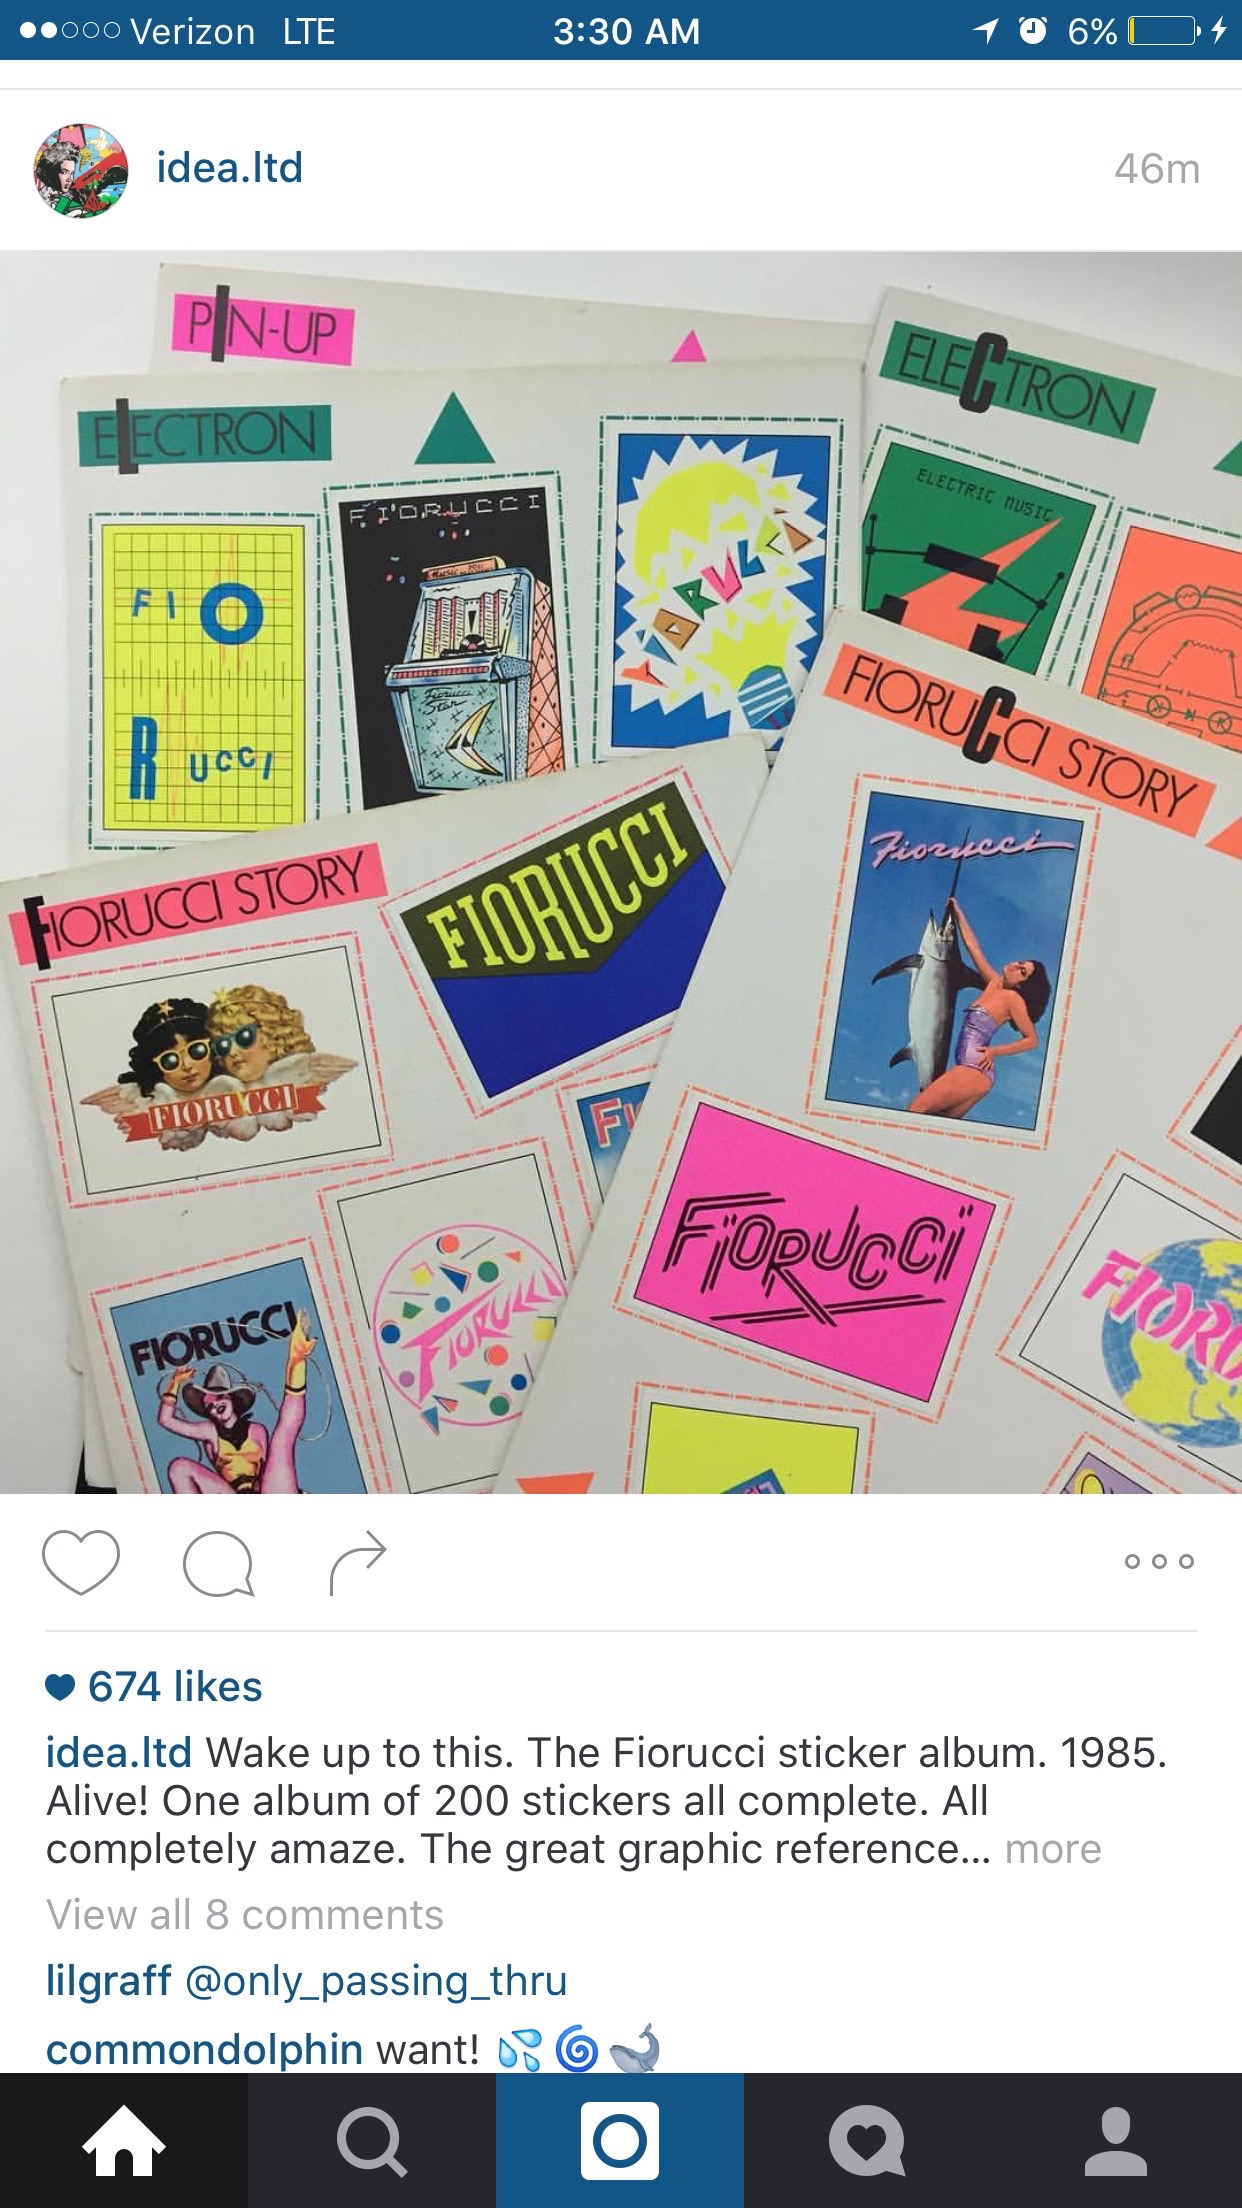 Verizon LTE 3:30 AM 6%
idea.ltd 46m
PIN-UP
ELECTRON
ELECTRON
FIORUCCI
FIORUCCI
Fiorucci
Star
ELECTRIC MUSIC
FIORUCCI STORY
FIORUCCI STORY
FIORUCCI
Fiorucci
FIORUCCI
FIORUCCI
FIORUCCI
FIORUCCI
674 likes
idea.ltd Wake up to this. The Fiorucci sticker album. 1985.
Alive! One album of 200 stickers all complete. All
completely amaze. The great graphic reference... more
View all 8 comments
lilgraff @only_passing_thru
commondolphin want! 💦🌀🐋